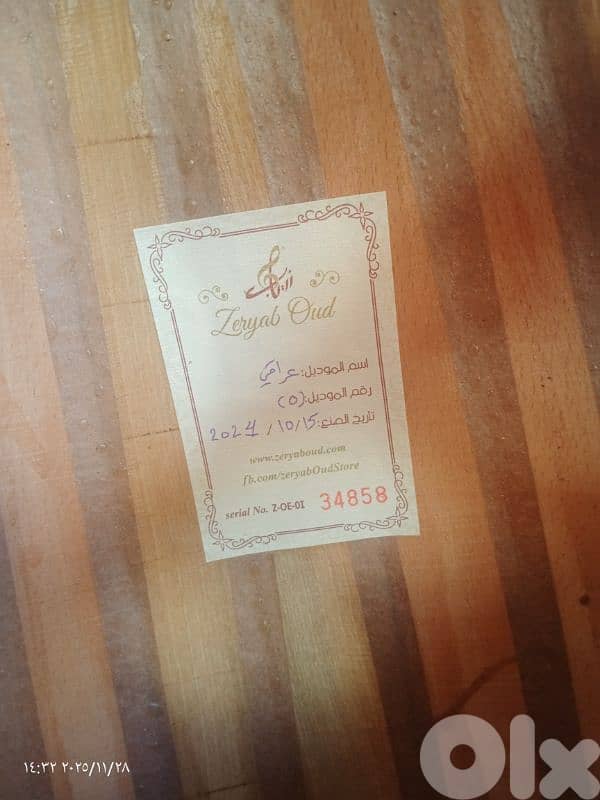 زرياب
Zeryab Oud
اسم الموديل: عراقي
رقم الموديل: (٥)
تاريخ الصنع: 2024 / 10/15
www.zeryaboud.com
fb.com/zeryabOudStore
serial No. Z-OE-01 34858
١٤:٣٢ ٢٠٢٥/١١/٢٨
Olx